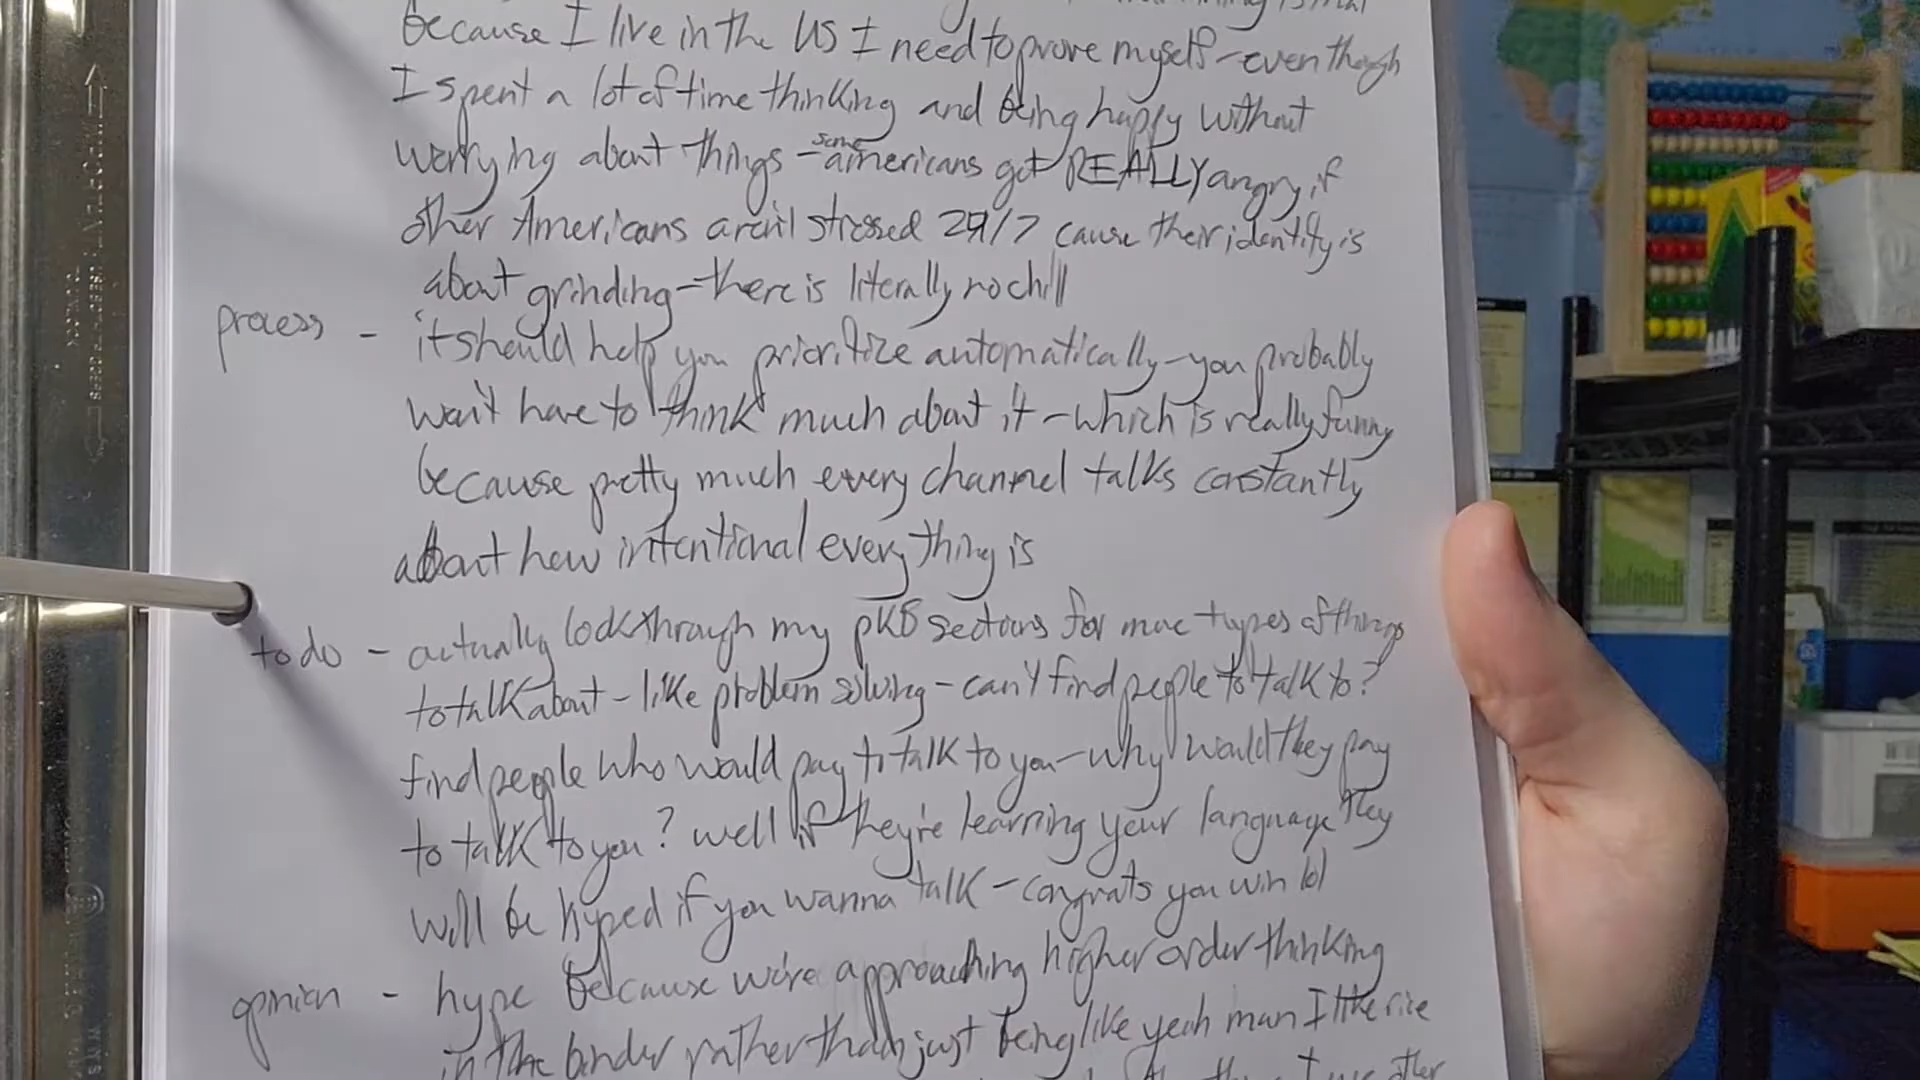 because I live in the US I need to prove myself - even though
I spent a lot of time thinking and being happy without
worrying about things - some americans get REALLY angry if
other Americans aren't stressed 24/7 cause their identity is
about grinding - there is literally no chill
process - it should help you prioritize automatically - you probably
won't have to think much about it - which is really funny
because pretty much every channel talks constantly
about how intentional everything is
to do - actually look through my PKB sections for more types of things
to talk about - like problem solving - can't find people to talk to?
find people who would pay to talk to you - why would they pay
to talk to you? well if they're learning your language they
will be hyped if you wanna talk - congrats you win lol
opinion - hype because we're approaching higher order thinking
in the binder rather than just being like yeah man I like rice